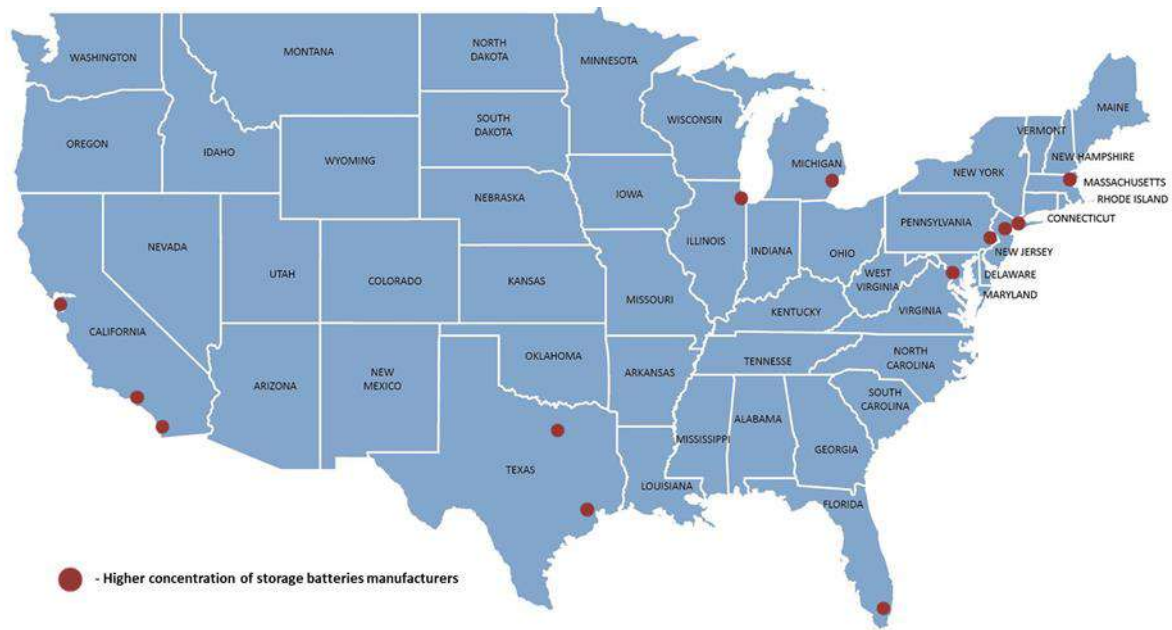 WASHINGTON
MONTANA
NORTH
DAKOTA
MINNESOTA
OREGON
IDAHO
WYOMING
SOUTH
DAKOTA
WISCONSIN
MICHIGAN
NEW YORK
VERMONT
MAINE
NEW HAMPSHIRE
MASSACHUSETTS
RHODE ISLAND
CONNECTICUT
NEVADA
UTAH
COLORADO
NEBRASKA
IOWA
ILLINOIS
INDIANA
OHIO
PENNSYLVANIA
NEW JERSEY
DELAWARE
MARYLAND
CALIFORNIA
KANSAS
MISSOURI
KENTUCKY
WEST
VIRGINIA
VIRGINIA
ARIZONA
NEW
MEXICO
OKLAHOMA
ARKANSAS
TENNESSE
NORTH
CAROLINA
SOUTH
CAROLINA
TEXAS
LOUISIANA
MISSISSIPPI
ALABAMA
GEORGIA
FLORIDA
- Higher concentration of storage batteries manufacturers